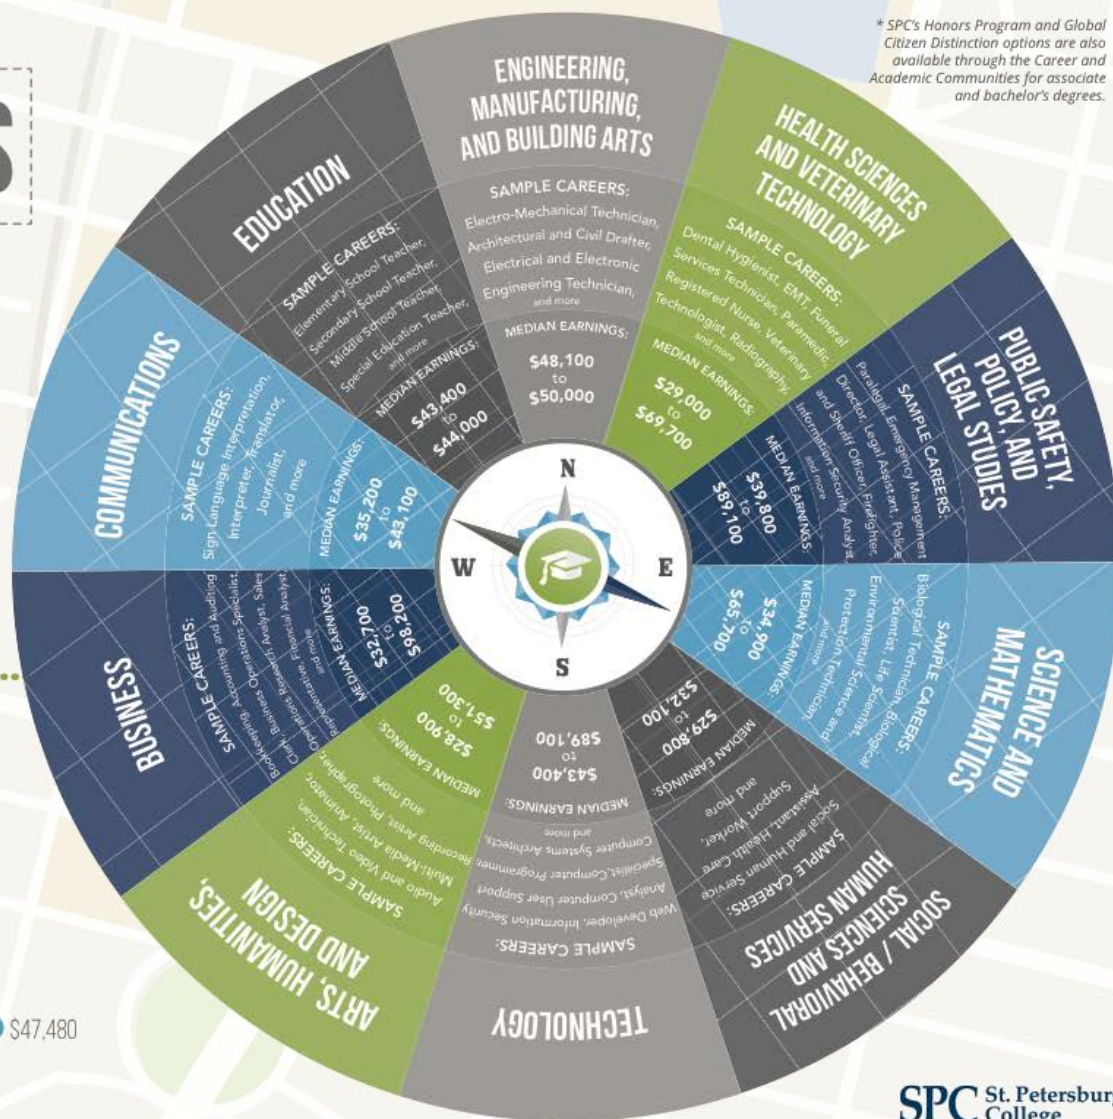 S
* SPC's Honors Program and Global
Citizen Distinction options are also
available through the Career and
Academic Communities for associate
and bachelor's degrees.
ENGINEERING,
MANUFACTURING,
AND BUILDING ARTS
SAMPLE CAREERS:
Electro-Mechanical Technician,
Architectural and Civil Drafter,
Electrical and Electronic
Engineering Technician,
and more
MEDIAN EARNINGS:
$48,100
to
$50,000
HEALTH SCIENCES
AND VETERINARY
TECHNOLOGY
SAMPLE CAREERS:
Dental Hygienist, EMT, Funeral
Services Technician, Paramedic,
Registered Nurse, Veterinary
Technologist, Radiography,
and more
MEDIAN EARNINGS:
$29,000
to
$69,700
PUBLIC SAFETY,
POLICY, AND
LEGAL STUDIES
SAMPLE CAREERS:
Paralegal, Emergency Management
Director, Legal Assistant, Police
and Sheriff Officer, Firefighter,
Information Security Analyst,
and more
MEDIAN EARNINGS:
$39,800
to
$89,100
SCIENCE AND
MATHEMATICS
SAMPLE CAREERS:
Biological Technician, Biological
Scientist, Life Scientist,
Environmental Science and
Protection Technician,
and more
MEDIAN EARNINGS:
$34,900
to
$65,700
SOCIAL / BEHAVIORAL
SCIENCES AND
HUMAN SERVICES
SAMPLE CAREERS:
Social and Human Service
Assistant, Health Care
Support Worker,
and more
MEDIAN EARNINGS:
$29,800
to
$32,100
TECHNOLOGY
SAMPLE CAREERS:
Web Developer, Information Security
Analyst, Computer User Support
Specialist, Computer Programmer,
Computer Systems Architects,
and more
MEDIAN EARNINGS:
$43,400
to
$89,100
ARTS, HUMANITIES,
AND DESIGN
SAMPLE CAREERS:
Audio and Video Technician,
Multi-Media Artist, Animator,
Recording Artist, Photographer,
and more
MEDIAN EARNINGS:
$28,900
to
$51,300
BUSINESS
SAMPLE CAREERS:
Bookkeeping, Accounting and Auditing
Clerk, Business Operations Specialist,
Operations Research Analyst, Sales
Representative, Financial Analyst,
and more
MEDIAN EARNINGS:
$32,700
to
$98,200
COMMUNICATIONS
SAMPLE CAREERS:
Sign Language Interpretation,
Interpreter, Translator,
Journalist,
and more
MEDIAN EARNINGS:
$35,200
to
$43,100
EDUCATION
SAMPLE CAREERS:
Elementary School Teacher,
Secondary School Teacher,
Middle School Teacher,
Special Education Teacher,
and more
MEDIAN EARNINGS:
$43,400
to
$44,000
N
W
E
S
$47,480
SPC St. Petersbur
College